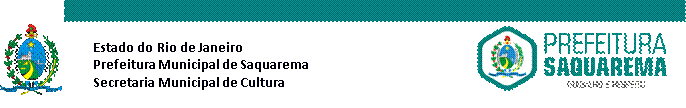 Estado do Rio de Janeiro
Prefeitura Municipal de Saquarema
Secretaria Municipal de Cultura
PREFEITURA
SAQUAREMA